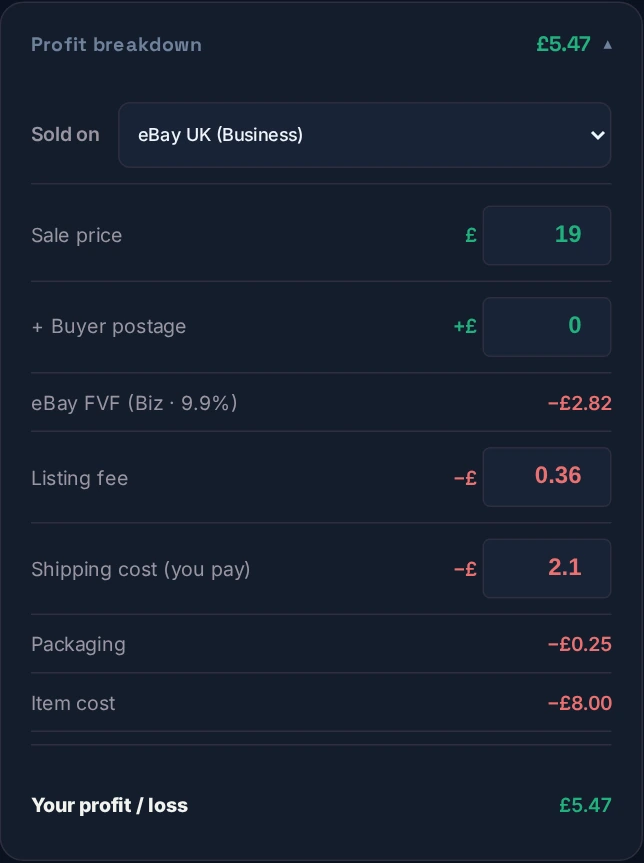 Profit breakdown £5.47 ▲
Sold on eBay UK (Business)
Sale price £ 19
+ Buyer postage +£ 0
eBay FVF (Biz · 9.9%) −£2.82
Listing fee −£ 0.36
Shipping cost (you pay) −£ 2.1
Packaging −£0.25
Item cost −£8.00
Your profit / loss £5.47